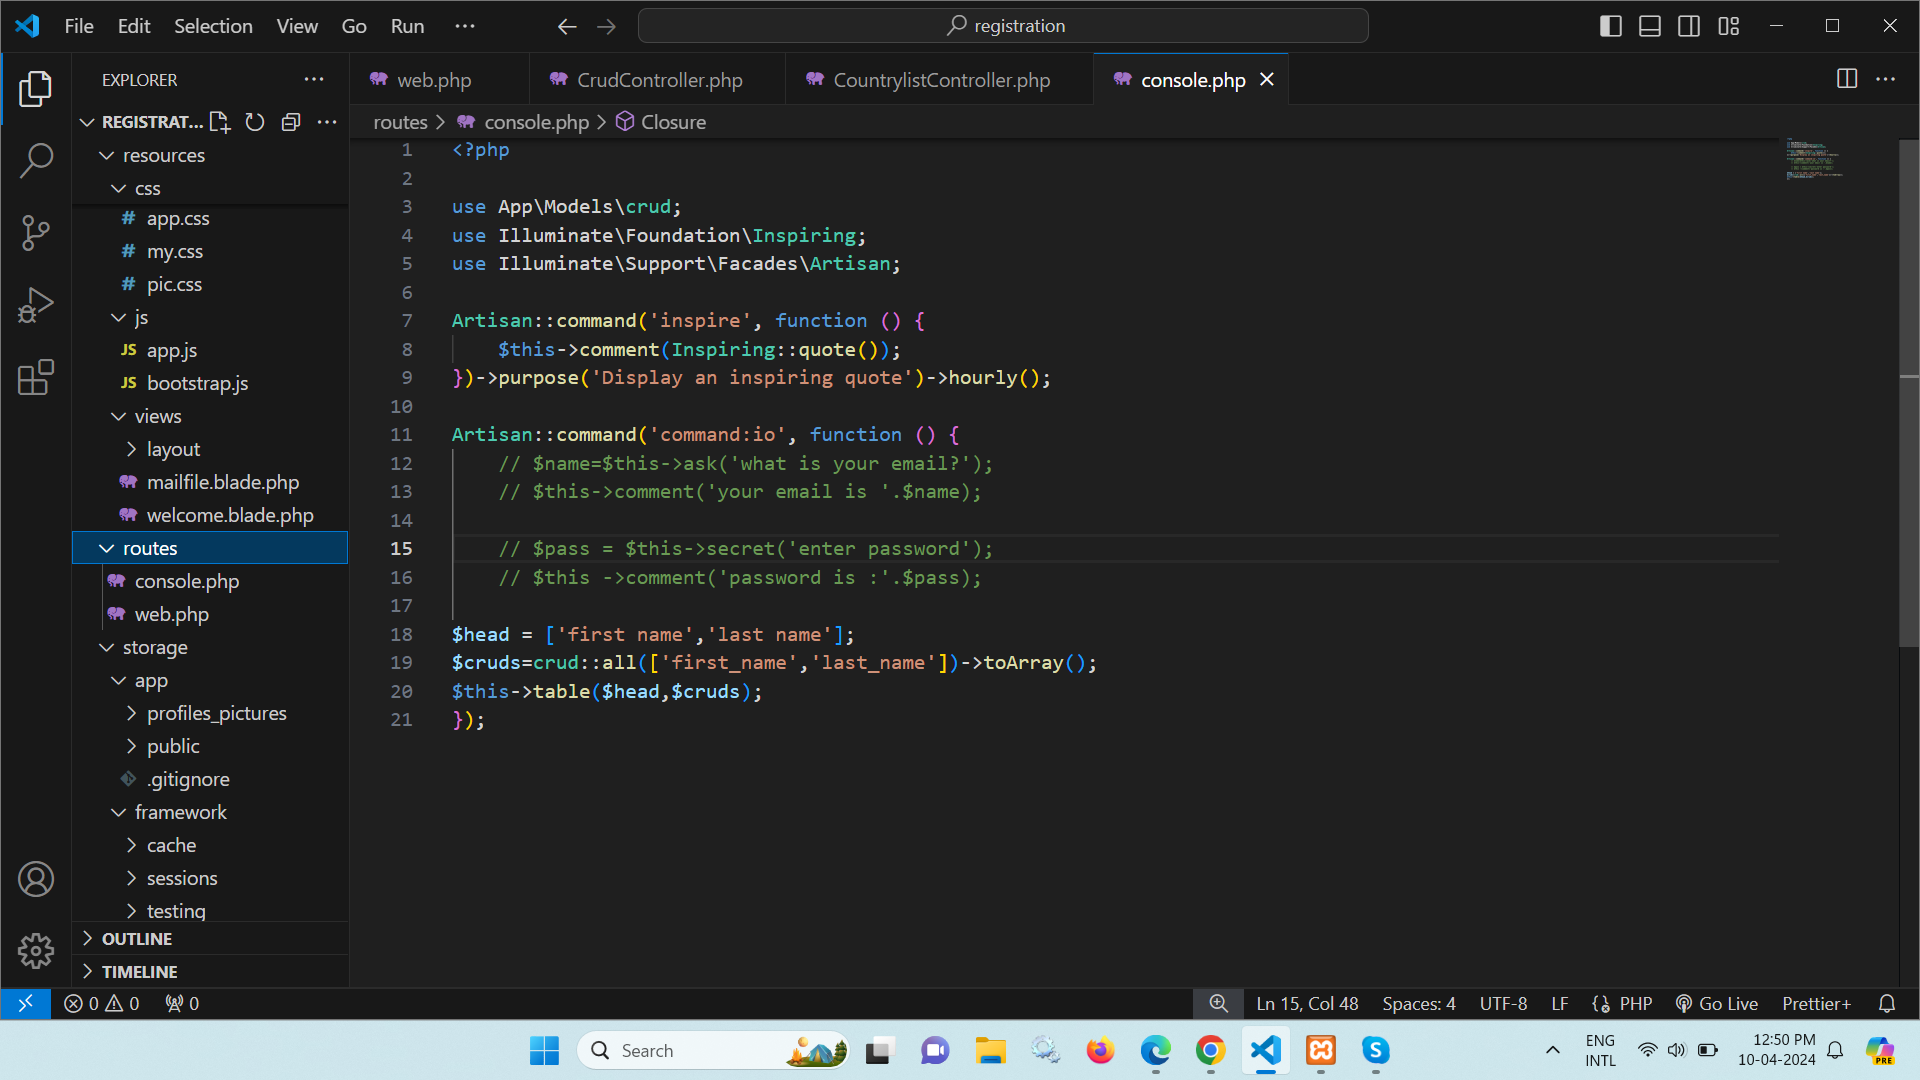 File Edit Selection View Go Run ···
registration
EXPLORER
REGISTRAT...
resources
css
# app.css
# my.css
# pic.css
js
JS app.js
JS bootstrap.js
views
layout
mailfile.blade.php
welcome.blade.php
routes
console.php
web.php
storage
app
profiles_pictures
public
.gitignore
framework
cache
sessions
testing
OUTLINE
TIMELINE
web.php CrudController.php CountrylistController.php console.php
routes > console.php > Closure
1 <?php
2
3 use App\Models\crud;
4 use Illuminate\Foundation\Inspiring;
5 use Illuminate\Support\Facades\Artisan;
6
7 Artisan::command('inspire', function () {
8     $this->comment(Inspiring::quote());
9 })->purpose('Display an inspiring quote')->hourly();
10
11 Artisan::command('command:io', function () {
12     // $name=$this->ask('what is your email?');
13     // $this->comment('your email is '.$name);
14
15     // $pass = $this->secret('enter password');
16     // $this ->comment('password is :'.$pass);
17
18 $head = ['first name','last name'];
19 $cruds=crud::all(['first_name','last_name'])->toArray();
20 $this->table($head,$cruds);
21 });
0 0 0
Ln 15, Col 48 Spaces: 4 UTF-8 LF PHP Go Live Prettier+
Search
S
ENG
INTL
12:50 PM
10-04-2024
PRE